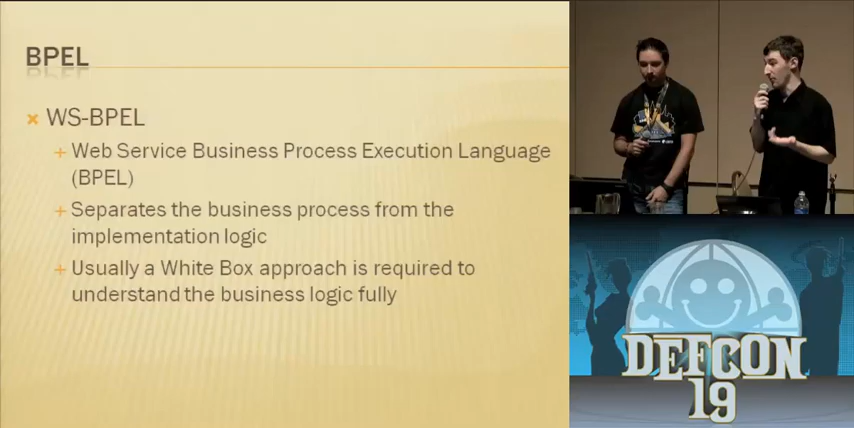 BPEL
WS-BPEL
Web Service Business Process Execution Language
(BPEL)
Separates the business process from the
implementation logic
Usually a White Box approach is required to
understand the business logic fully
DEFCON
19